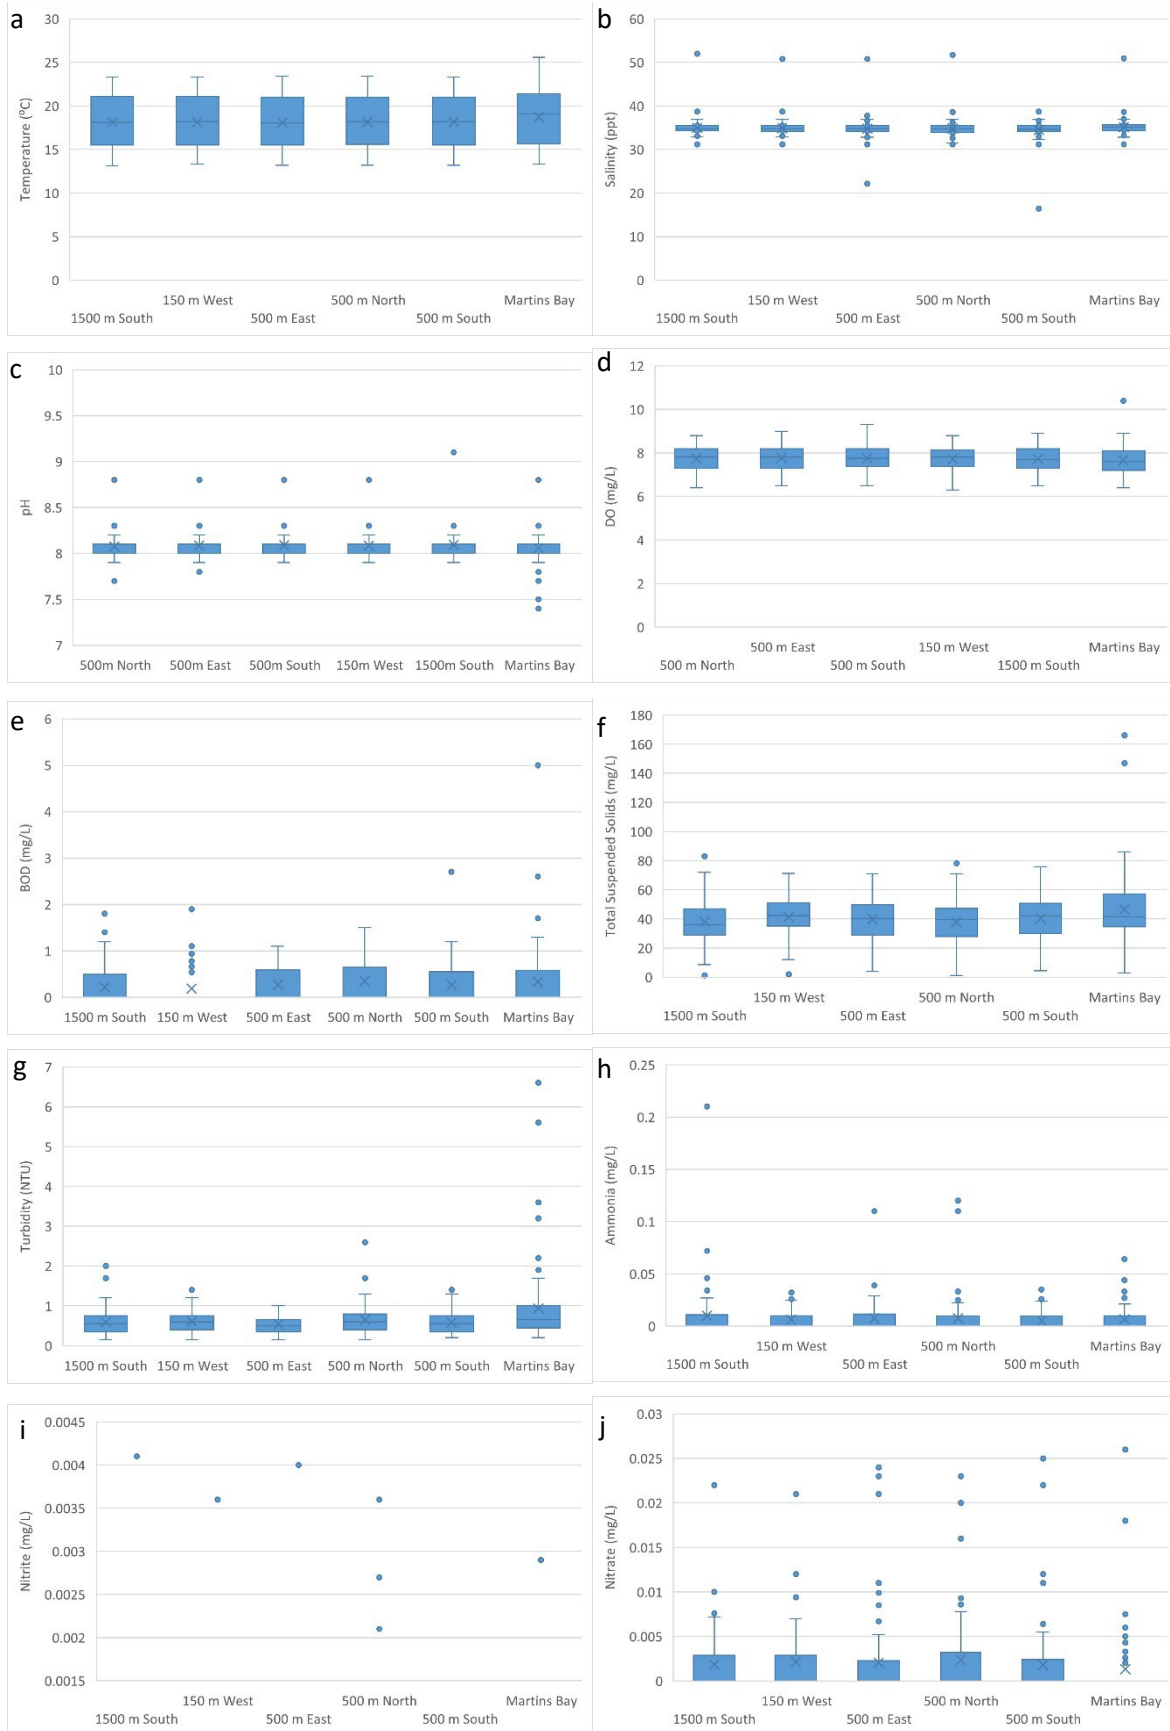 a
Temperature (⁰C)
30
25
20
15
10
5
0
150 m West
500 m North
Martins Bay
1500 m South
500 m East
500 m South
b
Salinity (ppt)
60
50
40
30
20
10
0
150 m West
500 m North
Martins Bay
1500 m South
500 m East
500 m South
c
pH
10
9.5
9
8.5
8
7.5
7
500m North
500m East
500m South
150m West
1500m South
Martins Bay
d
DO (mg/L)
12
10
8
6
4
2
0
500 m East
150 m West
Martins Bay
500 m North
500 m South
1500 m South
e
BOD (mg/L)
6
5
4
3
2
1
0
1500 m South
150 m West
500 m East
500 m North
500 m South
Martins Bay
f
Total Suspended Solids (mg/L)
180
160
140
120
100
80
60
40
20
0
150 m West
500 m North
Martins Bay
1500 m South
500 m East
500 m South
g
Turbidity (NTU)
7
6
5
4
3
2
1
0
1500 m South
150 m West
500 m East
500 m North
500 m South
Martins Bay
h
Ammonia (mg/L)
0.25
0.2
0.15
0.1
0.05
0
150 m West
500 m North
Martins Bay
1500 m South
500 m East
500 m South
i
Nitrite (mg/L)
0.0045
0.004
0.0035
0.003
0.0025
0.002
0.0015
150 m West
500 m North
Martins Bay
1500 m South
500 m East
500 m South
j
Nitrate (mg/L)
0.03
0.025
0.02
0.015
0.01
0.005
0
150 m West
500 m North
Martins Bay
1500 m South
500 m East
500 m South